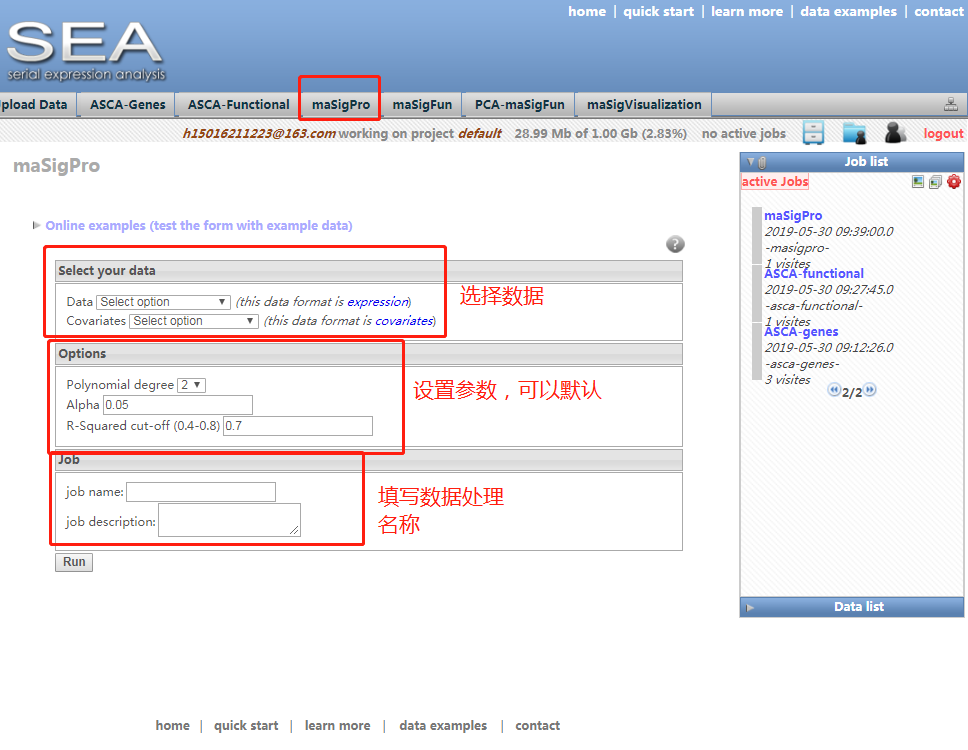 home | quick start | learn more | data examples | contact
SEA
serial expression analysis
pload Data ASCA-Genes ASCA-Functional maSigPro maSigFun PCA-maSigFun maSigVisualization
h15016211223@163.com working on project default 28.99 Mb of 1.00 Gb (2.83%) no active jobs logout
maSigPro
Online examples (test the form with example data)
?
Select your data
Data Select option (this data format is expression)
Covariates Select option (this data format is covariates)
选择数据
Options
Polynomial degree 2
Alpha 0.05
R-Squared cut-off (0.4-0.8) 0.7
设置参数，可以默认
Job
job name:
job description:
填写数据处理
名称
Run
Job list
active Jobs
maSigPro
2019-05-30 09:39:00.0
-masigpro-
1 visites
ASCA-functional
2019-05-30 09:27:45.0
-asca-functional-
1 visites
ASCA-genes
2019-05-30 09:12:26.0
-asca-genes-
3 visites
2/2
Data list
home | quick start | learn more | data examples | contact